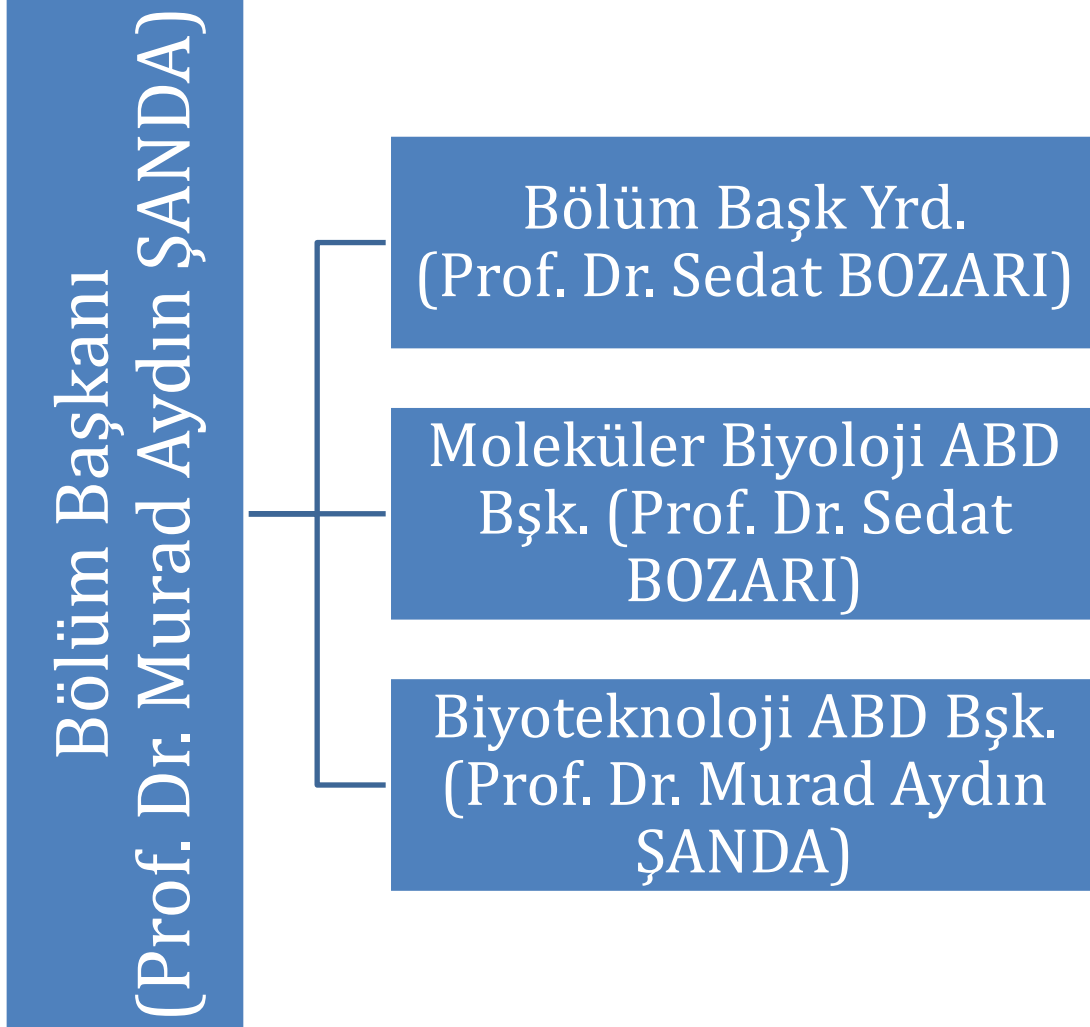 Bölüm Başkanı
(Prof. Dr. Murad Aydın ŞANDA)
Bölüm Başk Yrd.
(Prof. Dr. Sedat BOZARI)
Moleküler Biyoloji ABD
Bşk. (Prof. Dr. Sedat
BOZARI)
Biyoteknoloji ABD Bşk.
(Prof. Dr. Murad Aydın
ŞANDA)